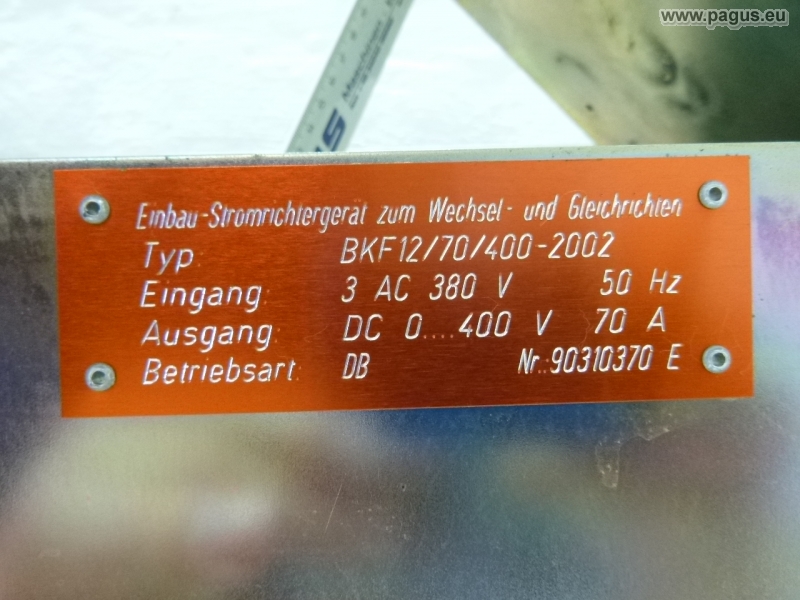 www.pagus.eu
Einbau-Stromrichtergerät zum Wechsel- und Gleichrichten
Typ: BKF12/70/400-2002
Eingang: 3 AC 380 V 50 Hz
Ausgang: DC 0....400 V 70 A
Betriebsart: DB Nr.:90310370 E